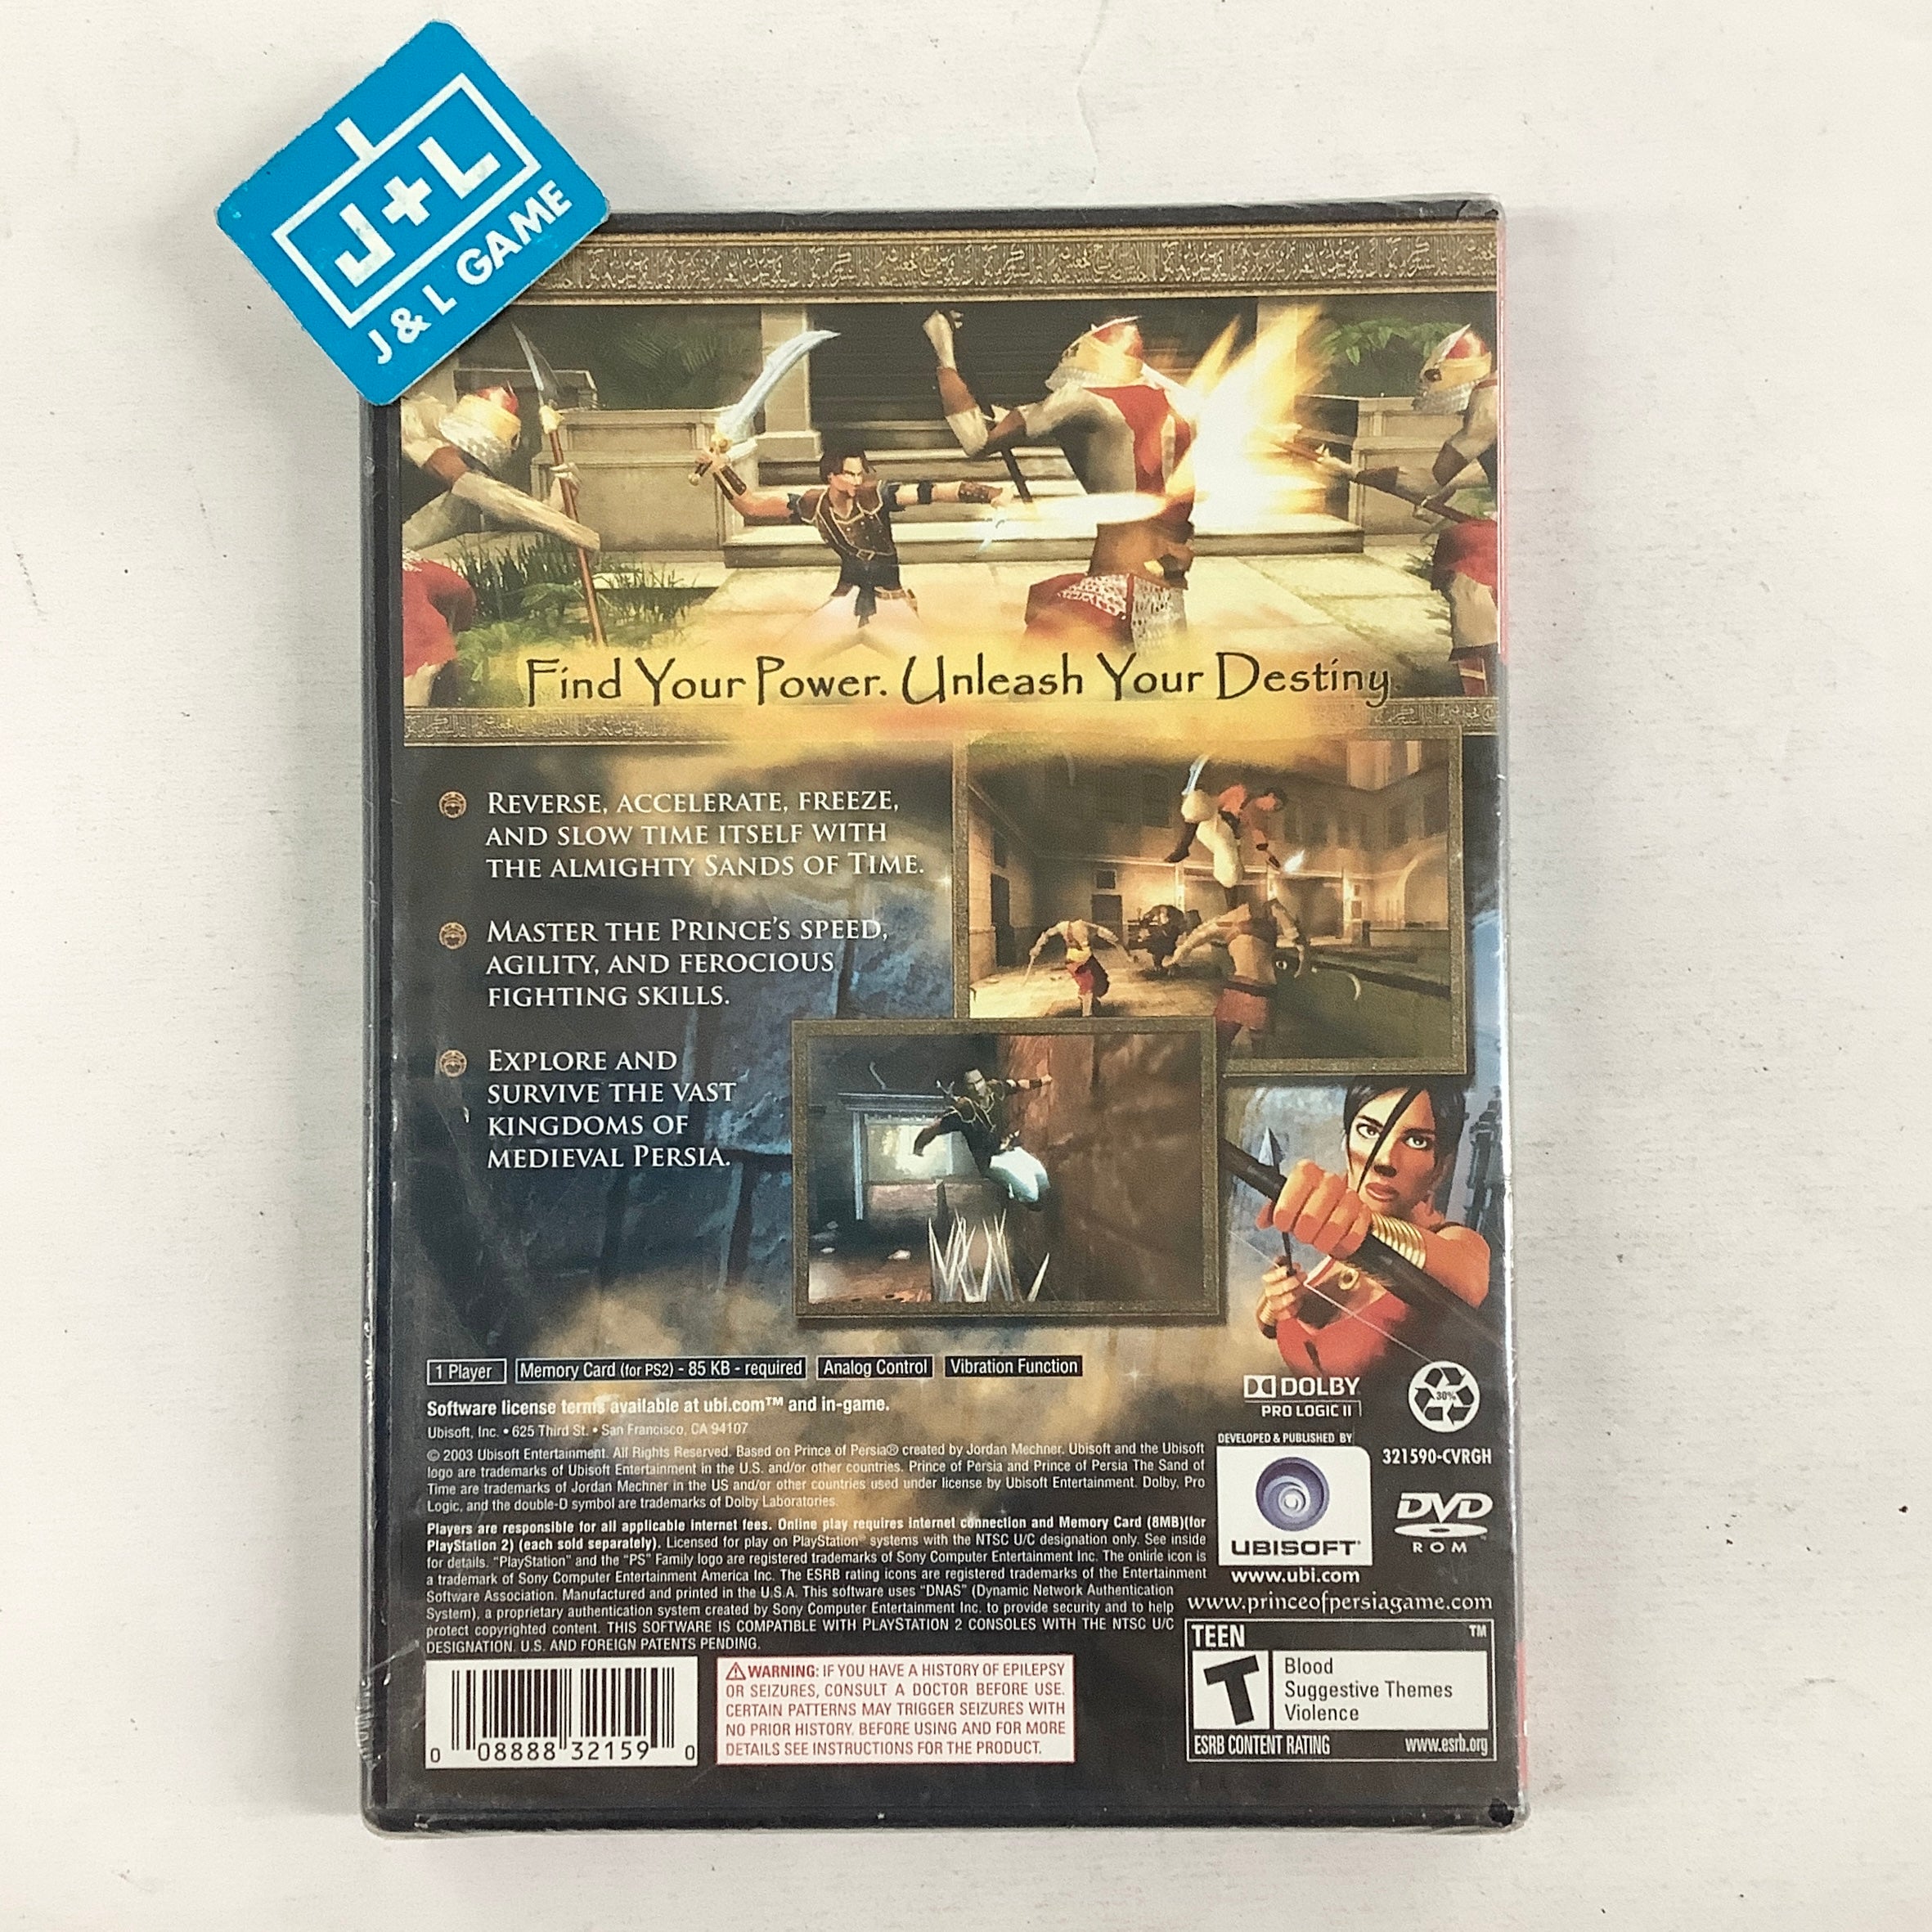 J+L
J & L GAME
Find Your Power. Unleash Your Destiny.
Reverse, accelerate, freeze,
and slow time itself with
the almighty Sands of Time.
Master the Prince's speed,
agility, and ferocious
fighting skills.
Explore and
survive the vast
kingdoms of
medieval Persia.
1 Player
Memory Card (for PS2) - 85 KB - required
Analog Control
Vibration Function
DOLBY
PRO LOGIC II
30%
Software license terms available at ubi.com™ and in-game.
Ubisoft, Inc. • 625 Third St. • San Francisco, CA 94107
© 2003 Ubisoft Entertainment. All Rights Reserved. Based on Prince of Persia® created by Jordan Mechner. Ubisoft and the Ubisoft
logo are trademarks of Ubisoft Entertainment in the U.S. and/or other countries. Prince of Persia and Prince of Persia The Sand of
Time are trademarks of Jordan Mechner in the US and/or other countries used under license by Ubisoft Entertainment. Dolby, Pro
Logic, and the double-D symbol are trademarks of Dolby Laboratories.
Players are responsible for all applicable Internet fees. Online play requires Internet connection and Memory Card (8MB)(for
PlayStation 2) (each sold separately). Licensed for play on PlayStation® systems with the NTSC U/C designation only. See inside
for details. "PlayStation" and the "PS" Family logo are registered trademarks of Sony Computer Entertainment Inc. The online icon is
a trademark of Sony Computer Entertainment America Inc. The ESRB rating icons are registered trademarks of the Entertainment
Software Association. Manufactured and printed in the U.S.A. This software uses "DNAS" (Dynamic Network Authentication
System), a proprietary authentication system created by Sony Computer Entertainment Inc. to provide security and to help
protect copyrighted content. THIS SOFTWARE IS COMPATIBLE WITH PLAYSTATION 2 CONSOLES WITH THE NTSC U/C
DESIGNATION. U.S. AND FOREIGN PATENTS PENDING.
DEVELOPED & PUBLISHED BY
UBISOFT
www.ubi.com
321590-CVRGH
DVD
ROM
www.princeofpersiagame.com
0 08888 32159 0
WARNING: IF YOU HAVE A HISTORY OF EPILEPSY
OR SEIZURES, CONSULT A DOCTOR BEFORE USE.
CERTAIN PATTERNS MAY TRIGGER SEIZURES WITH
NO PRIOR HISTORY. BEFORE USING AND FOR MORE
DETAILS SEE INSTRUCTIONS FOR THE PRODUCT.
TEEN ™
T
Blood
Suggestive Themes
Violence
ESRB CONTENT RATING www.esrb.org